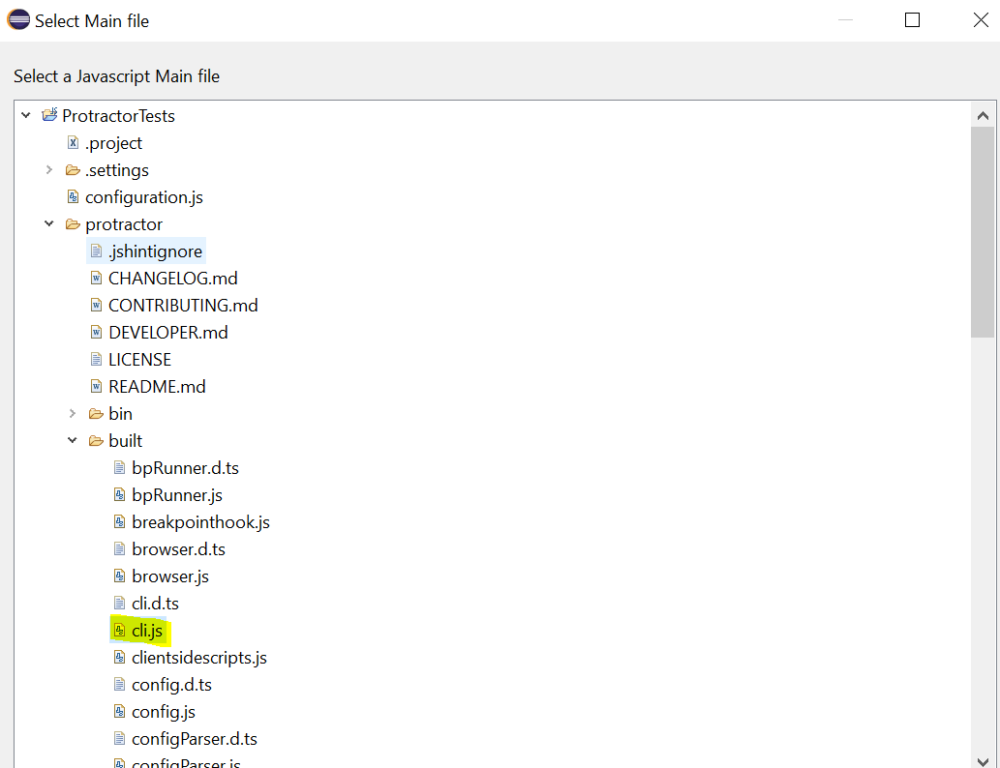 Select Main file
Select a Javascript Main file
ProtractorTests
.project
.settings
configuration.js
protractor
.jshintignore
CHANGELOG.md
CONTRIBUTING.md
DEVELOPER.md
LICENSE
README.md
bin
built
bpRunner.d.ts
bpRunner.js
breakpointhook.js
browser.d.ts
browser.js
cli.d.ts
cli.js
clientsidescripts.js
config.d.ts
config.js
configParser.d.ts
configParser.js